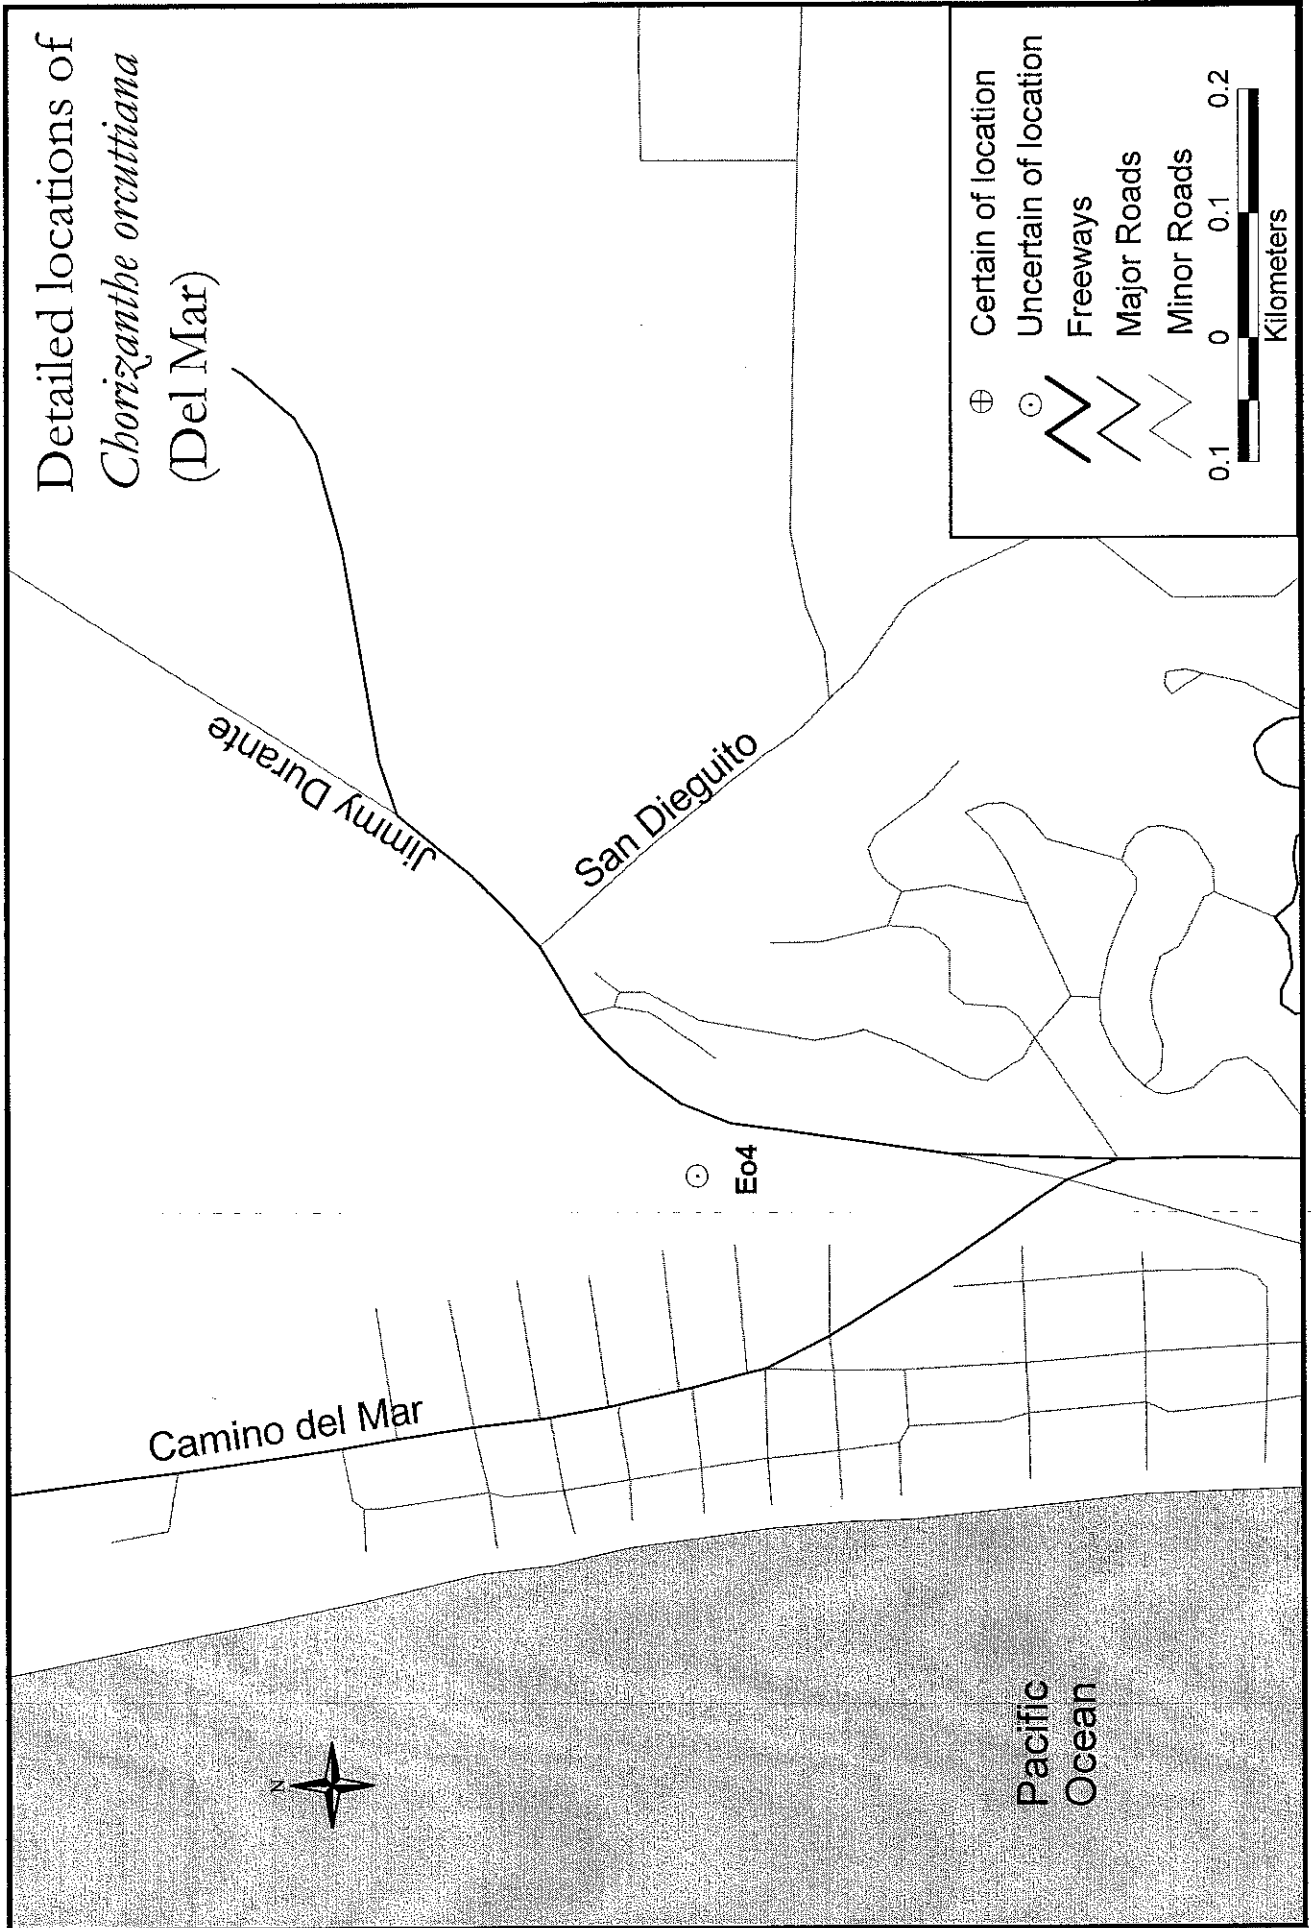 Detailed locations of
Chorizanthe orcuttiana
(Del Mar)
Jimmy Durante
San Dieguito
Camino del Mar
Eo4
N
Pacific
Ocean
Certain of location
Uncertain of location
Freeways
Major Roads
Minor Roads
0.1 0 0.1 0.2
Kilometers